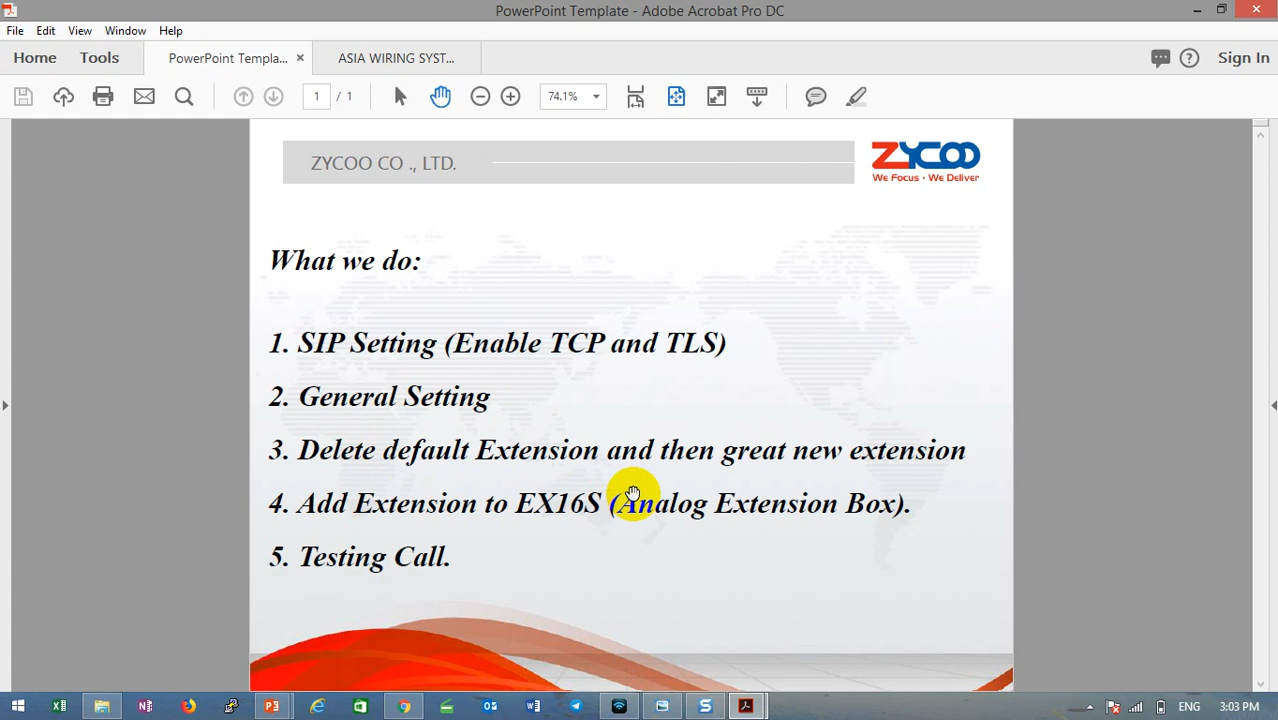 PowerPoint Template - Adobe Acrobat Pro DC
File Edit View Window Help
Home Tools PowerPoint Templa... × ASIA WIRING SYST... Sign In
1 / 1 74.1%
ZYCOO CO ., LTD.
ZYCOO
We Focus · We Deliver
What we do:
1. SIP Setting (Enable TCP and TLS)
2. General Setting
3. Delete default Extension and then great new extension
4. Add Extension to EX16S (Analog Extension Box).
5. Testing Call.
ENG 3:03 PM